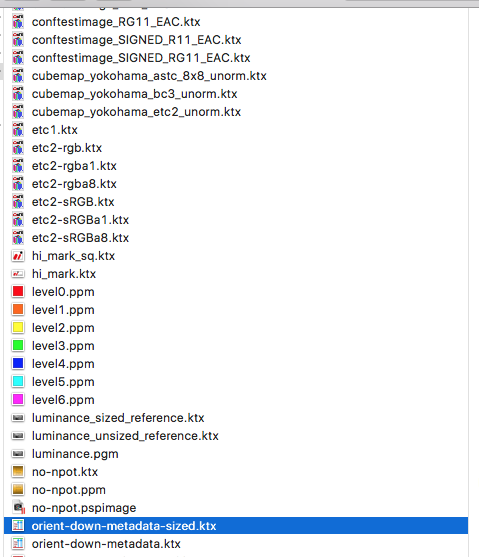 conftestimage_RG11_EAC.ktx
conftestimage_SIGNED_R11_EAC.ktx
conftestimage_SIGNED_RG11_EAC.ktx
cubemap_yokohama_astc_8x8_unorm.ktx
cubemap_yokohama_bc3_unorm.ktx
cubemap_yokohama_etc2_unorm.ktx
etc1.ktx
etc2-rgb.ktx
etc2-rgba1.ktx
etc2-rgba8.ktx
etc2-sRGB.ktx
etc2-sRGBa1.ktx
etc2-sRGBa8.ktx
hi_mark_sq.ktx
hi_mark.ktx
level0.ppm
level1.ppm
level2.ppm
level3.ppm
level4.ppm
level5.ppm
level6.ppm
luminance_sized_reference.ktx
luminance_unsized_reference.ktx
luminance.pgm
no-npot.ktx
no-npot.ppm
no-npot.pspimage
orient-down-metadata-sized.ktx
orient-down-metadata.ktx